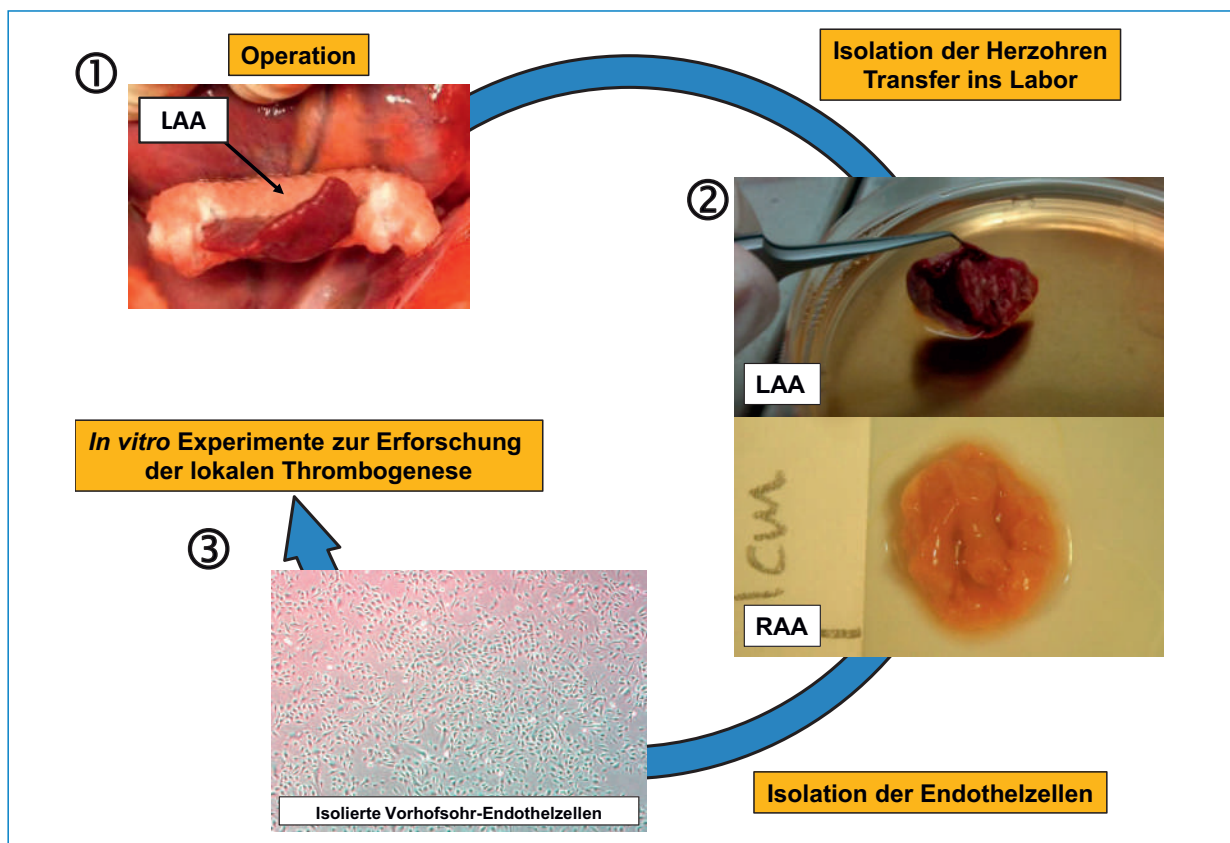 ①
Operation
LAA
Isolation der Herzohren
Transfer ins Labor
②
LAA
1cm
RAA
Isolation der Endothelzellen
③
Isolierte Vorhofsohr-Endothelzellen
In vitro Experimente zur Erforschung
der lokalen Thrombogenese